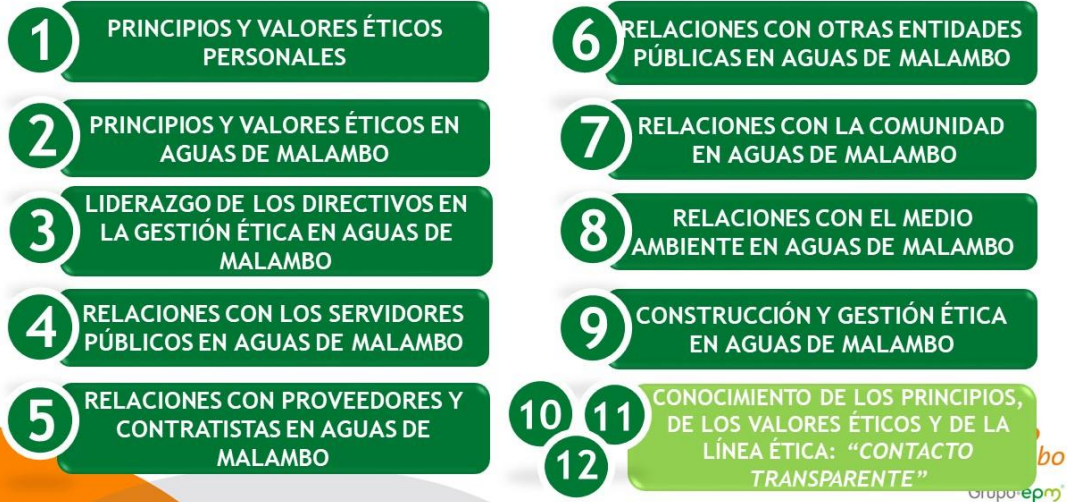 1
PRINCIPIOS Y VALORES ÉTICOS
PERSONALES
2
PRINCIPIOS Y VALORES ÉTICOS EN
AGUAS DE MALAMBO
3
LIDERAZGO DE LOS DIRECTIVOS EN
LA GESTIÓN ÉTICA EN AGUAS DE
MALAMBO
4
RELACIONES CON LOS SERVIDORES
PÚBLICOS EN AGUAS DE MALAMBO
5
RELACIONES CON PROVEEDORES Y
CONTRATISTAS EN AGUAS DE
MALAMBO
6
RELACIONES CON OTRAS ENTIDADES
PÚBLICAS EN AGUAS DE MALAMBO
7
RELACIONES CON LA COMUNIDAD
EN AGUAS DE MALAMBO
8
RELACIONES CON EL MEDIO
AMBIENTE EN AGUAS DE MALAMBO
9
CONSTRUCCIÓN Y GESTIÓN ÉTICA
EN AGUAS DE MALAMBO
10 11
12
CONOCIMIENTO DE LOS PRINCIPIOS,
DE LOS VALORES ÉTICOS Y DE LA
LÍNEA ÉTICA: “CONTACTO
TRANSPARENTE”
bo
Grupo·epm